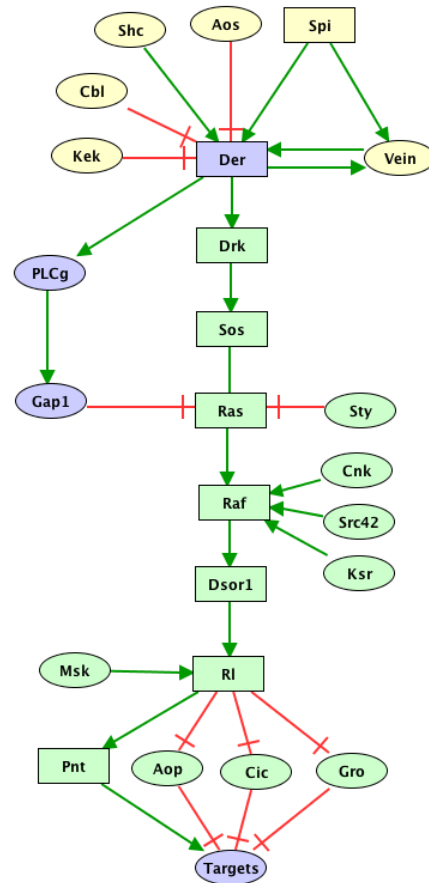 Shc
Aos
Spi
Cbl
Kek
Der
Vein
Drk
PLCg
Sos
Gap1
Ras
Sty
Cnk
Raf
Src42
Ksr
Dsor1
Msk
Rl
Pnt
Aop
Cic
Gro
Targets